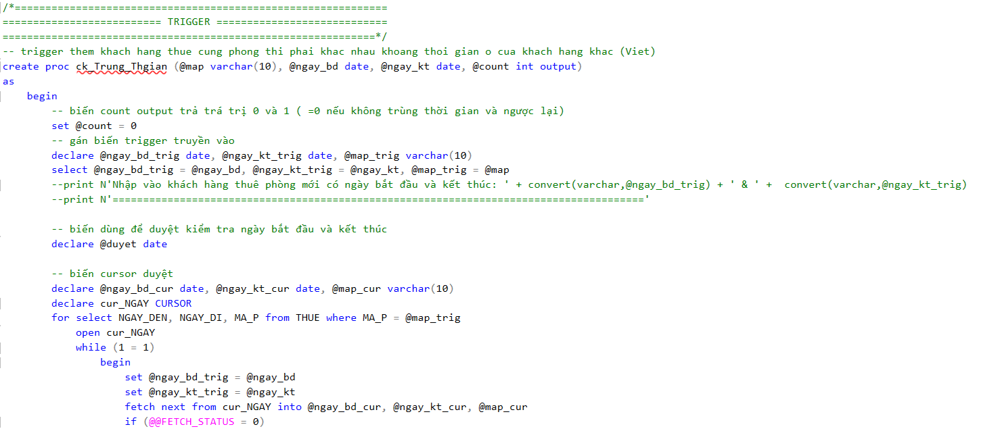 /*=============================================================
========================== TRIGGER ============================
=============================================================*/
-- trigger them khach hang thue cung phong thi phai khac nhau khoang thoi gian o cua khach hang khac (Viet)
create proc ck_Trung_Thgian (@map varchar(10), @ngay_bd date, @ngay_kt date, @count int output)
as
begin
-- biến count output trả trá trị 0 và 1 ( =0 nếu không trùng thời gian và ngược lại)
set @count = 0
-- gán biến trigger truyền vào
declare @ngay_bd_trig date, @ngay_kt_trig date, @map_trig varchar(10)
select @ngay_bd_trig = @ngay_bd, @ngay_kt_trig = @ngay_kt, @map_trig = @map
--print N'Nhập vào khách hàng thuê phòng mới có ngày bắt đầu và kết thúc: ' + convert(varchar,@ngay_bd_trig) + ' & ' +  convert(varchar,@ngay_kt_trig)
--print N'======================================================================================='
-- biến dùng để duyệt kiểm tra ngày bắt đầu và kết thúc
declare @duyet date
-- biến cursor duyệt
declare @ngay_bd_cur date, @ngay_kt_cur date, @map_cur varchar(10)
declare cur_NGAY CURSOR
for select NGAY_DEN, NGAY_DI, MA_P from THUE where MA_P = @map_trig
open cur_NGAY
while (1 = 1)
begin
set @ngay_bd_trig = @ngay_bd
set @ngay_kt_trig = @ngay_kt
fetch next from cur_NGAY into @ngay_bd_cur, @ngay_kt_cur, @map_cur
if (@@FETCH_STATUS = 0)